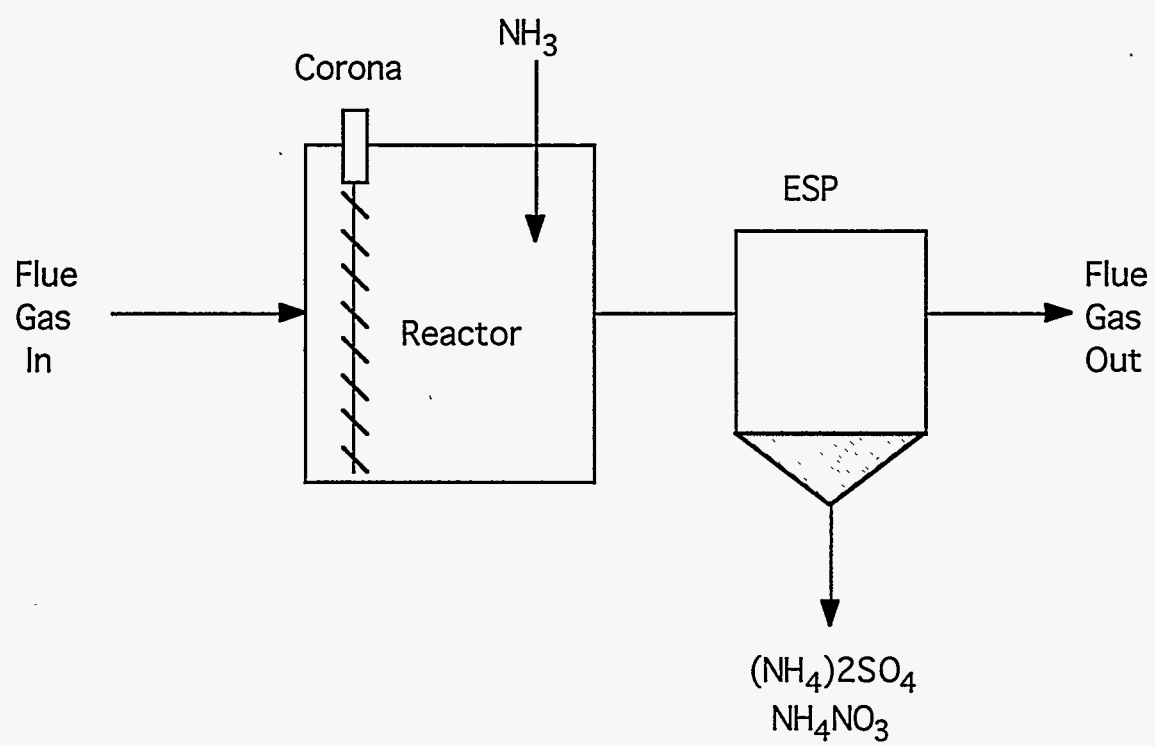 NH₃
Corona
ESP
Flue
Gas
In
Reactor
Flue
Gas
Out
(NH₄)2SO₄
NH₄NO₃